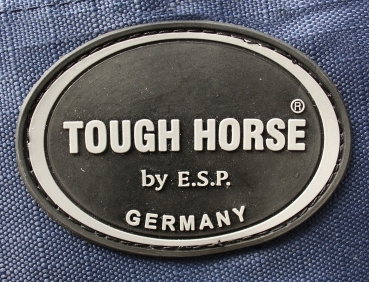 ®
TOUGH HORSE
by E.S.P.
GERMANY